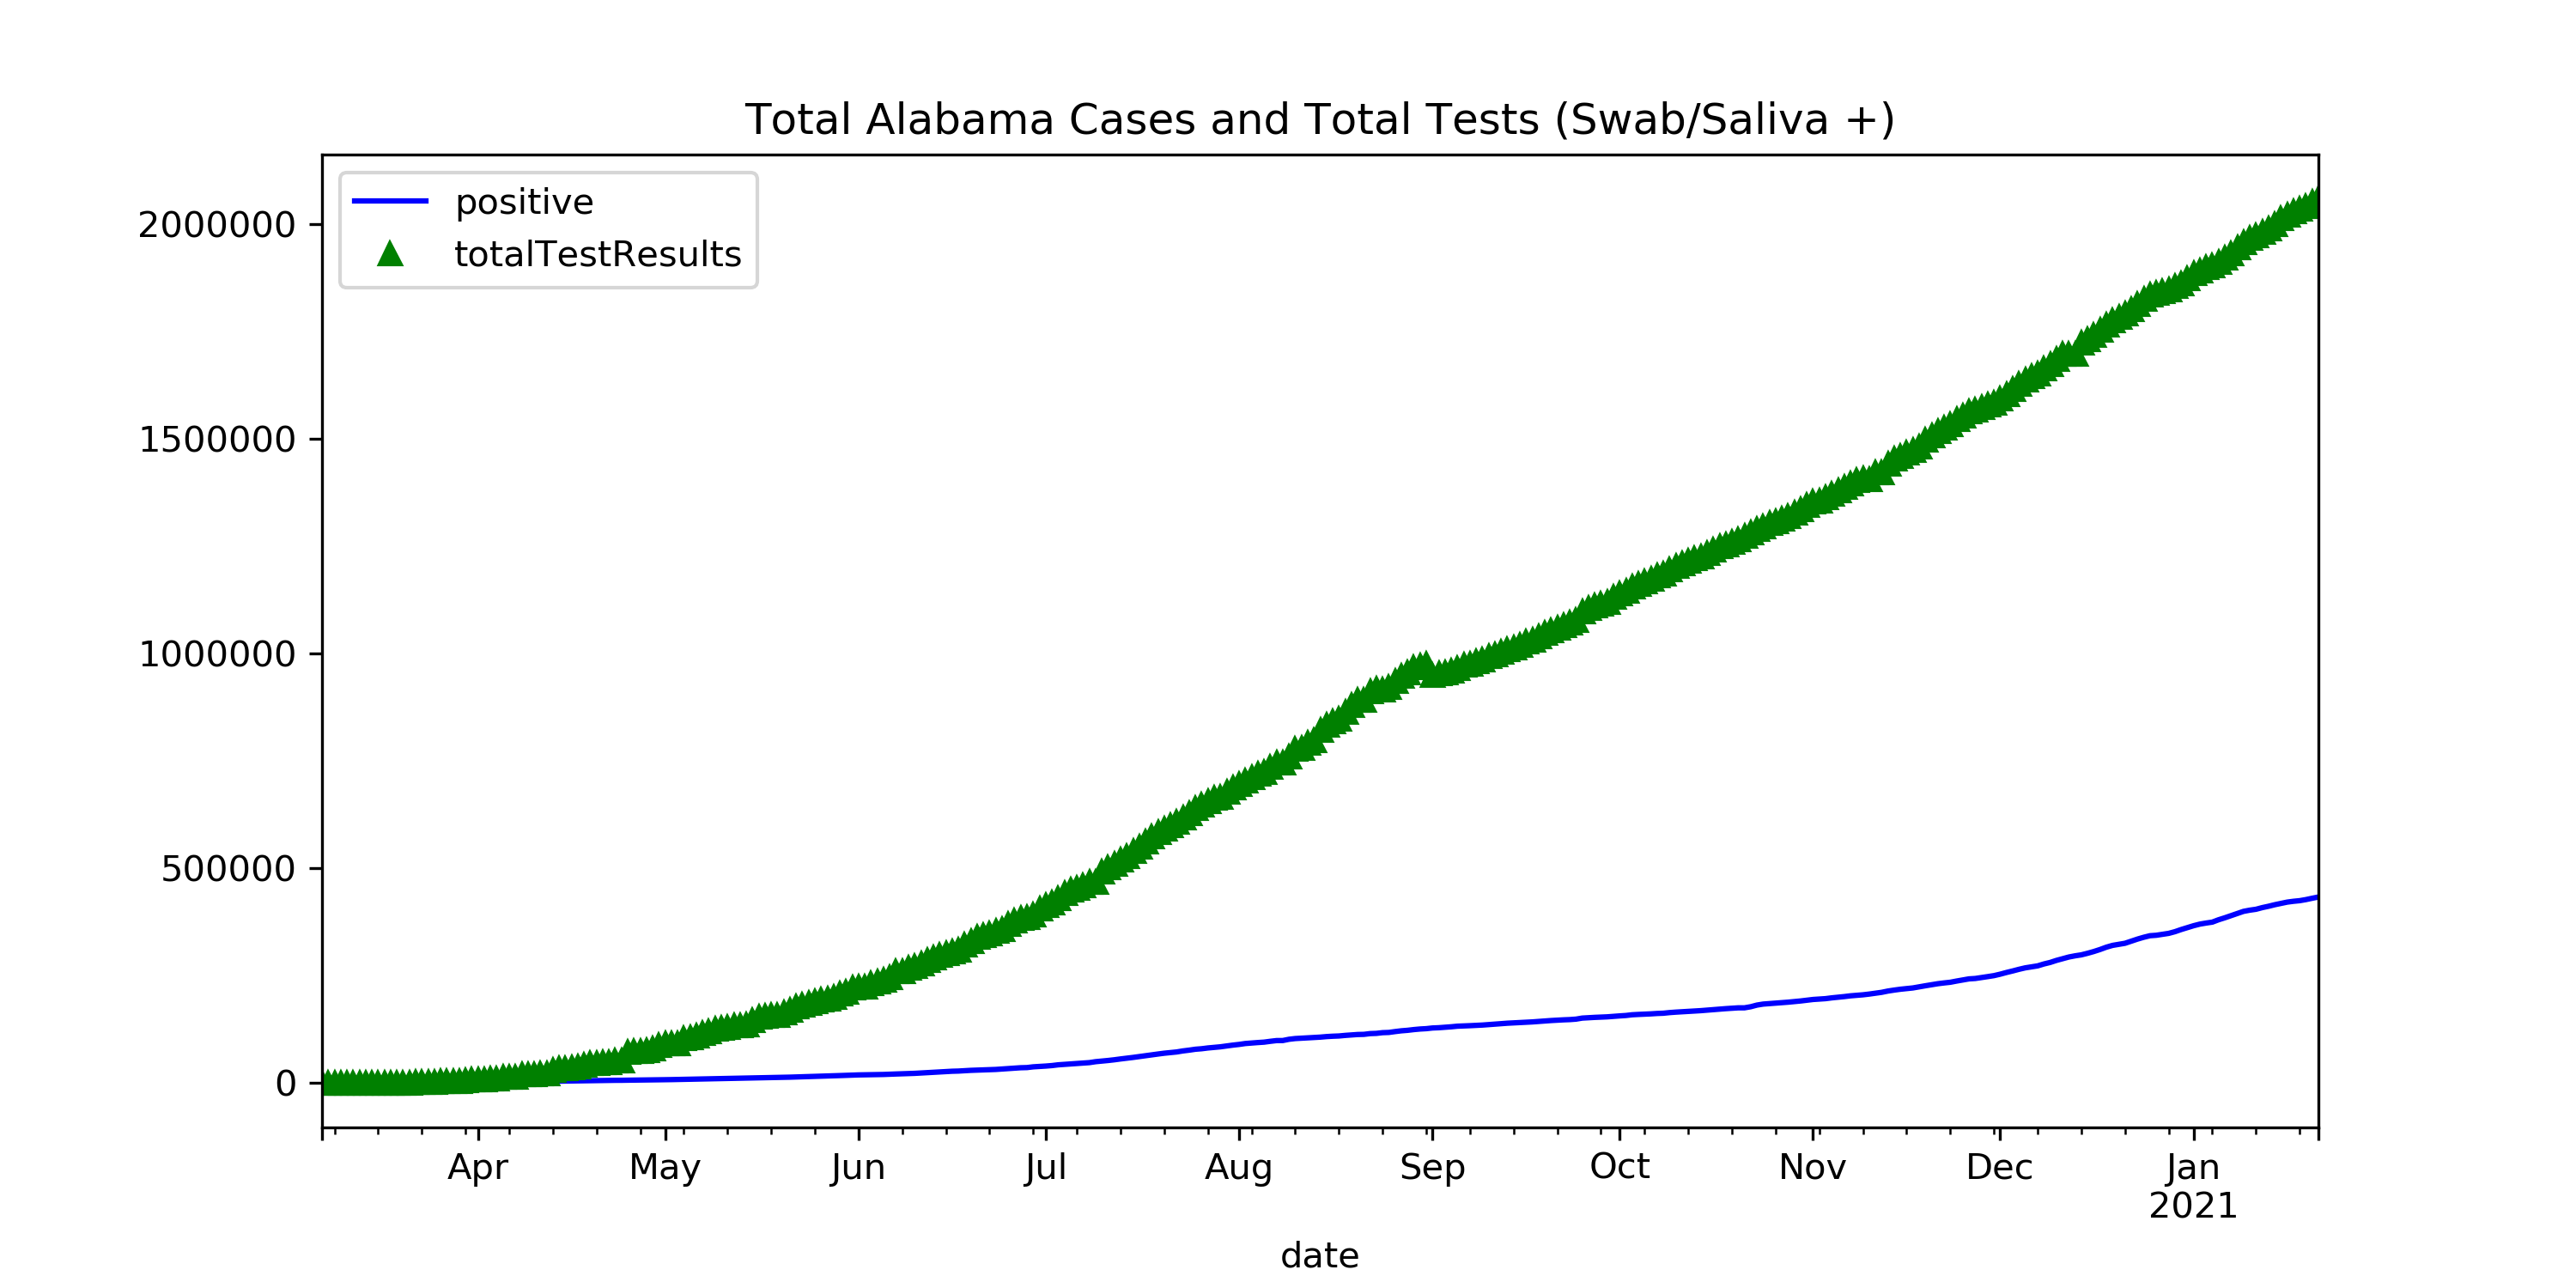 Total Alabama Cases and Total Tests (Swab/Saliva +)
positive
totalTestResults
2000000
1500000
1000000
500000
0
Apr May Jun Jul Aug Sep Oct Nov Dec Jan
2021
date